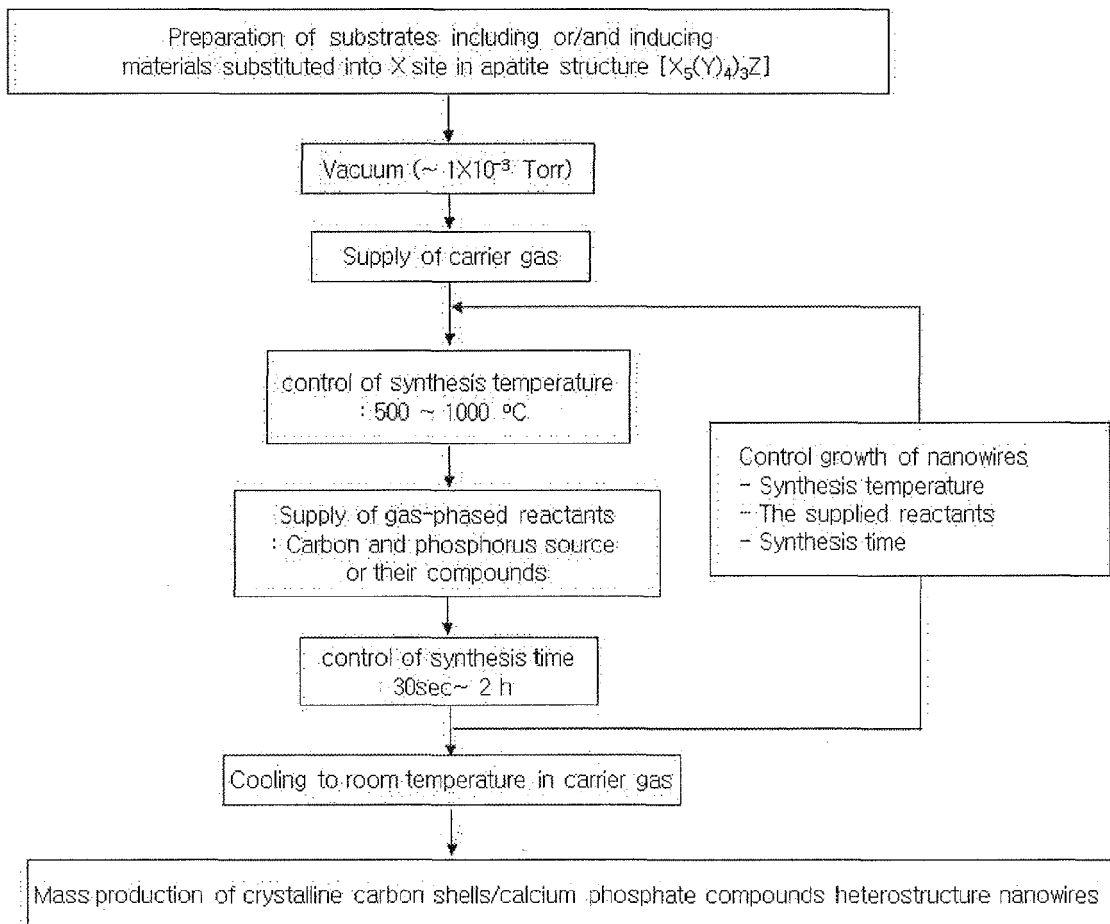 Preparation of substrates including or/and inducing
materials substituted into X site in apatite structure [X₅(Y)₄)₃Z]
Vacuum (~ 1X10⁻³ Torr)
Supply of carrier gas
control of synthesis temperature
: 500 ~ 1000 ºC
Supply of gas-phased reactants
: Carbon and phosphorus source
or their compounds
control of synthesis time
: 30sec~ 2 h
Control growth of nanowires
- Synthesis temperature
- The supplied reactants
- Synthesis time
Cooling to room temperature in carrier gas
Mass production of crystalline carbon shells/calcium phosphate compounds heterostructure nanowires